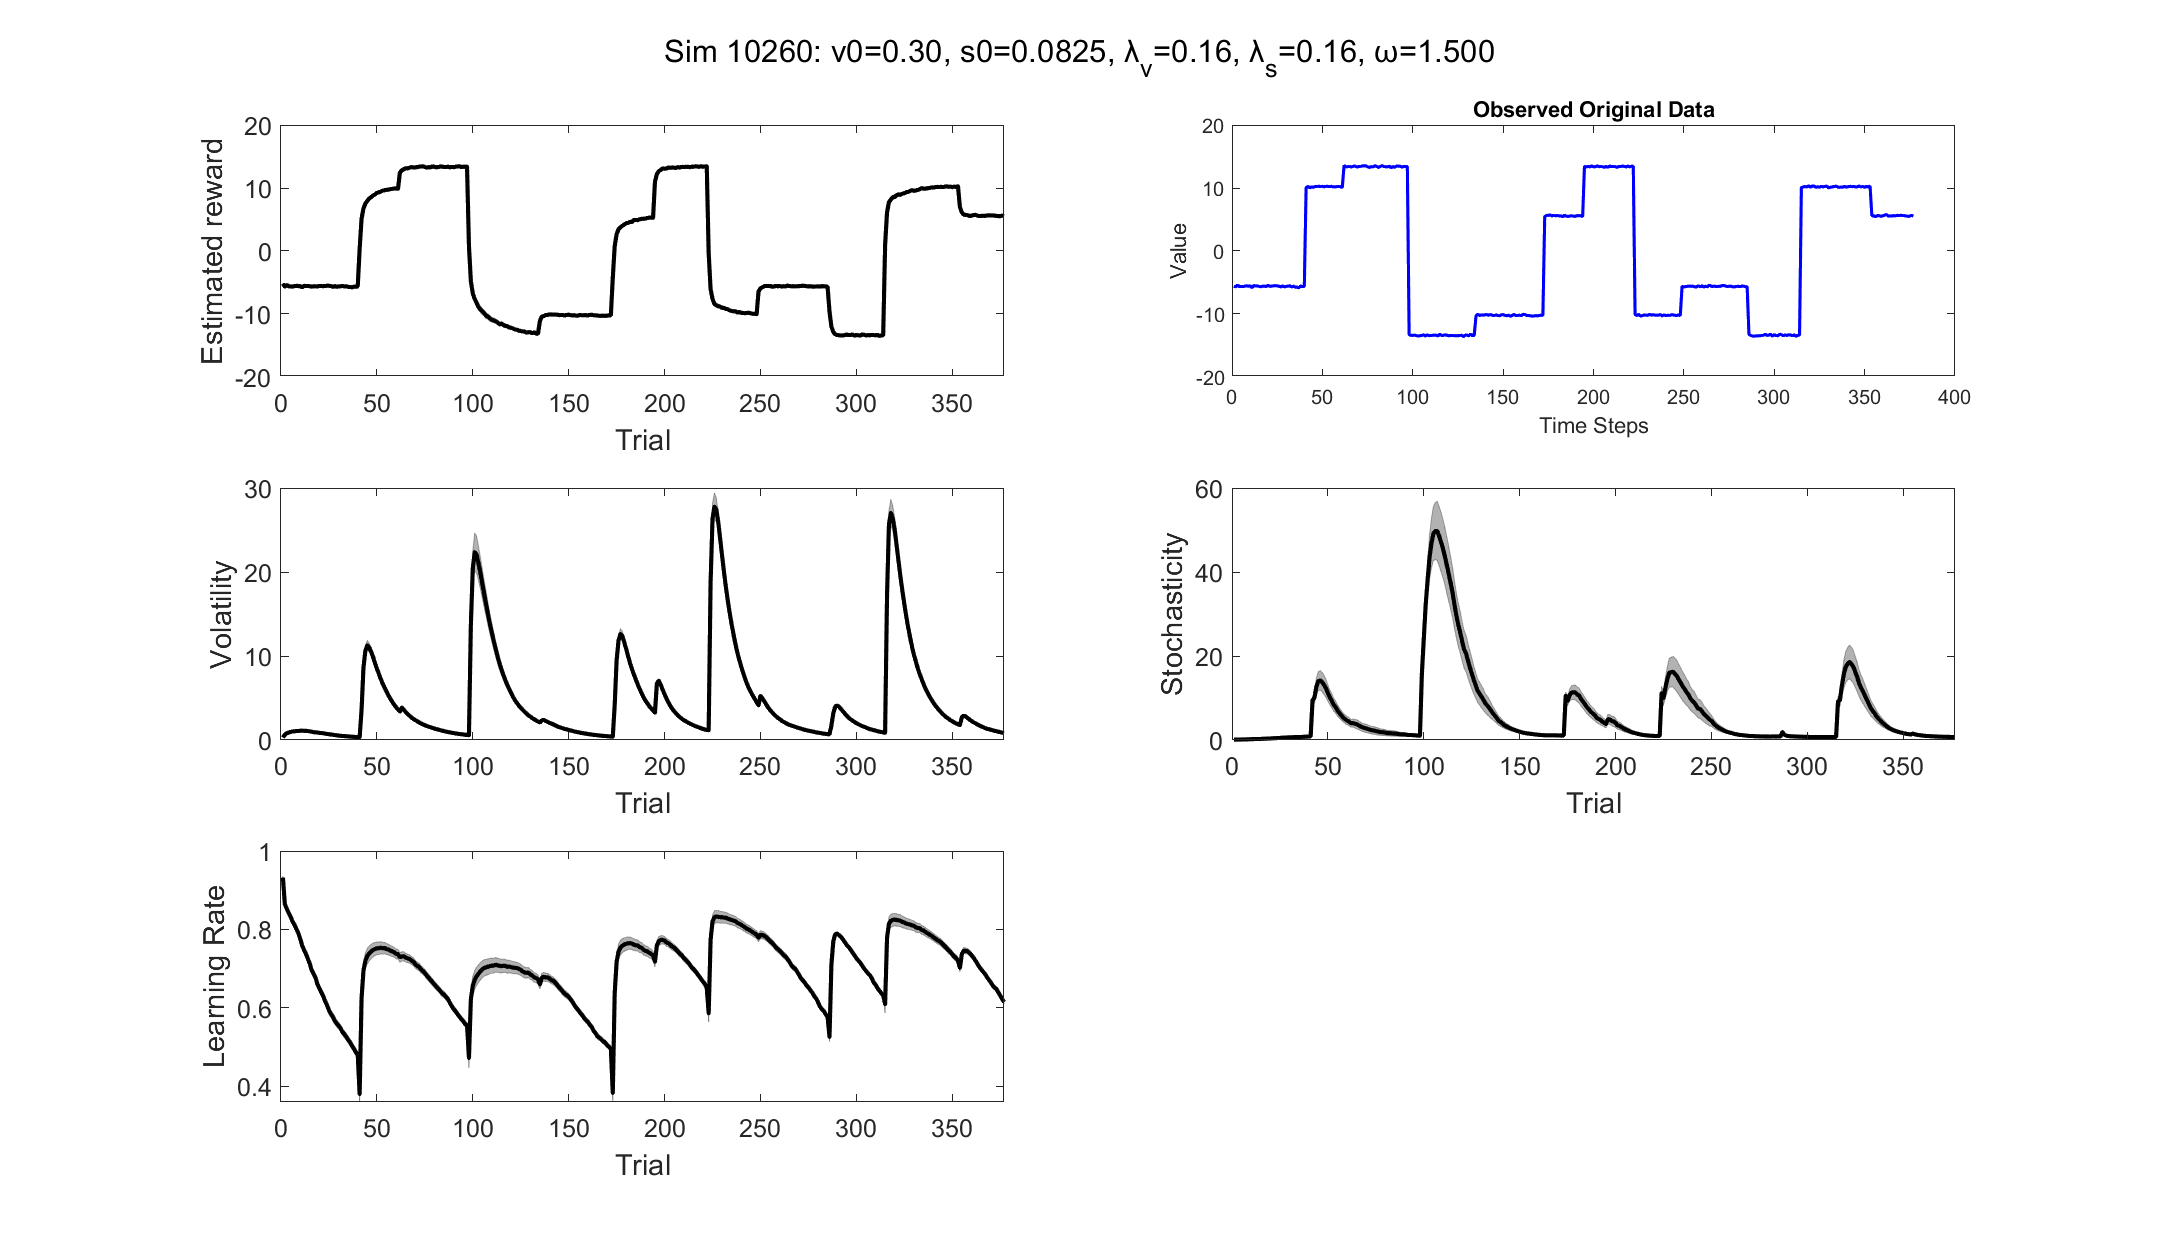 Sim 10260: v0=0.30, s0=0.0825, λ_v=0.16, λ_s=0.16, ω=1.500
Estimated reward
20
10
0
-10
-20
0 50 100 150 200 250 300 350
Trial
Observed Original Data
Value
20
10
0
-10
-20
0 50 100 150 200 250 300 350 400
Time Steps
Volatility
30
20
10
0
0 50 100 150 200 250 300 350
Trial
Stochasticity
60
40
20
0
0 50 100 150 200 250 300 350
Trial
Learning Rate
1
0.8
0.6
0.4
0 50 100 150 200 250 300 350
Trial